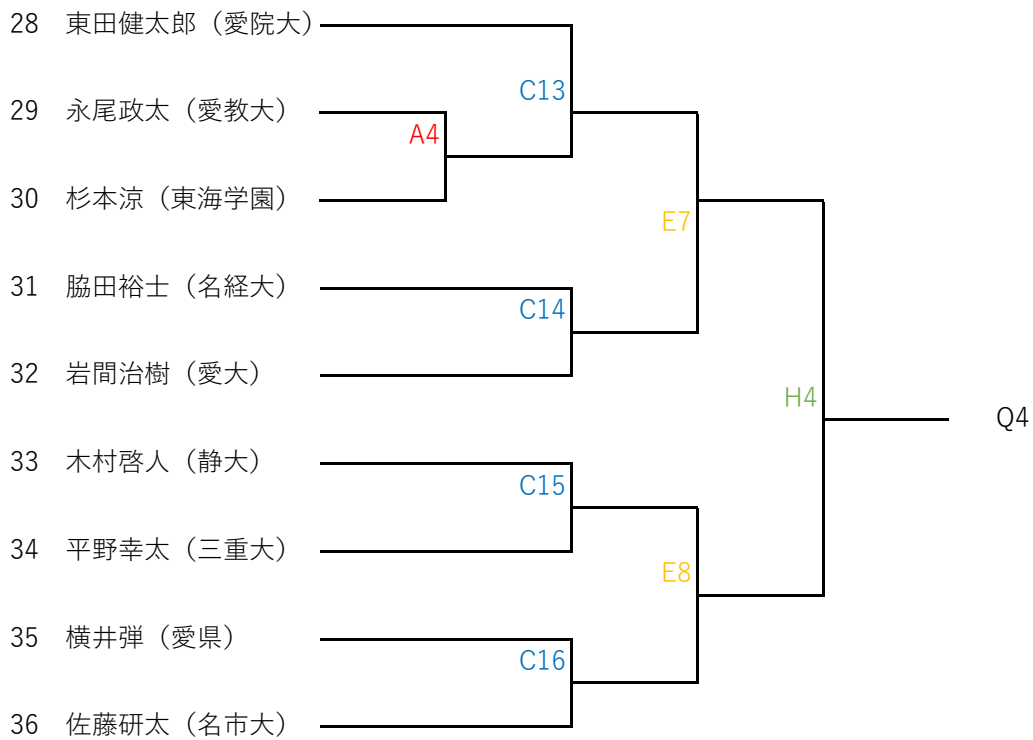 28 東田健太郎（愛院大）
C13
29 永尾政太（愛教大）
A4
30 杉本涼（東海学園）
E7
31 脇田裕士（名経大）
C14
32 岩間治樹（愛大）
H4
Q4
33 木村啓人（静大）
C15
34 平野幸太（三重大）
E8
35 横井弾（愛県）
C16
36 佐藤研太（名市大）